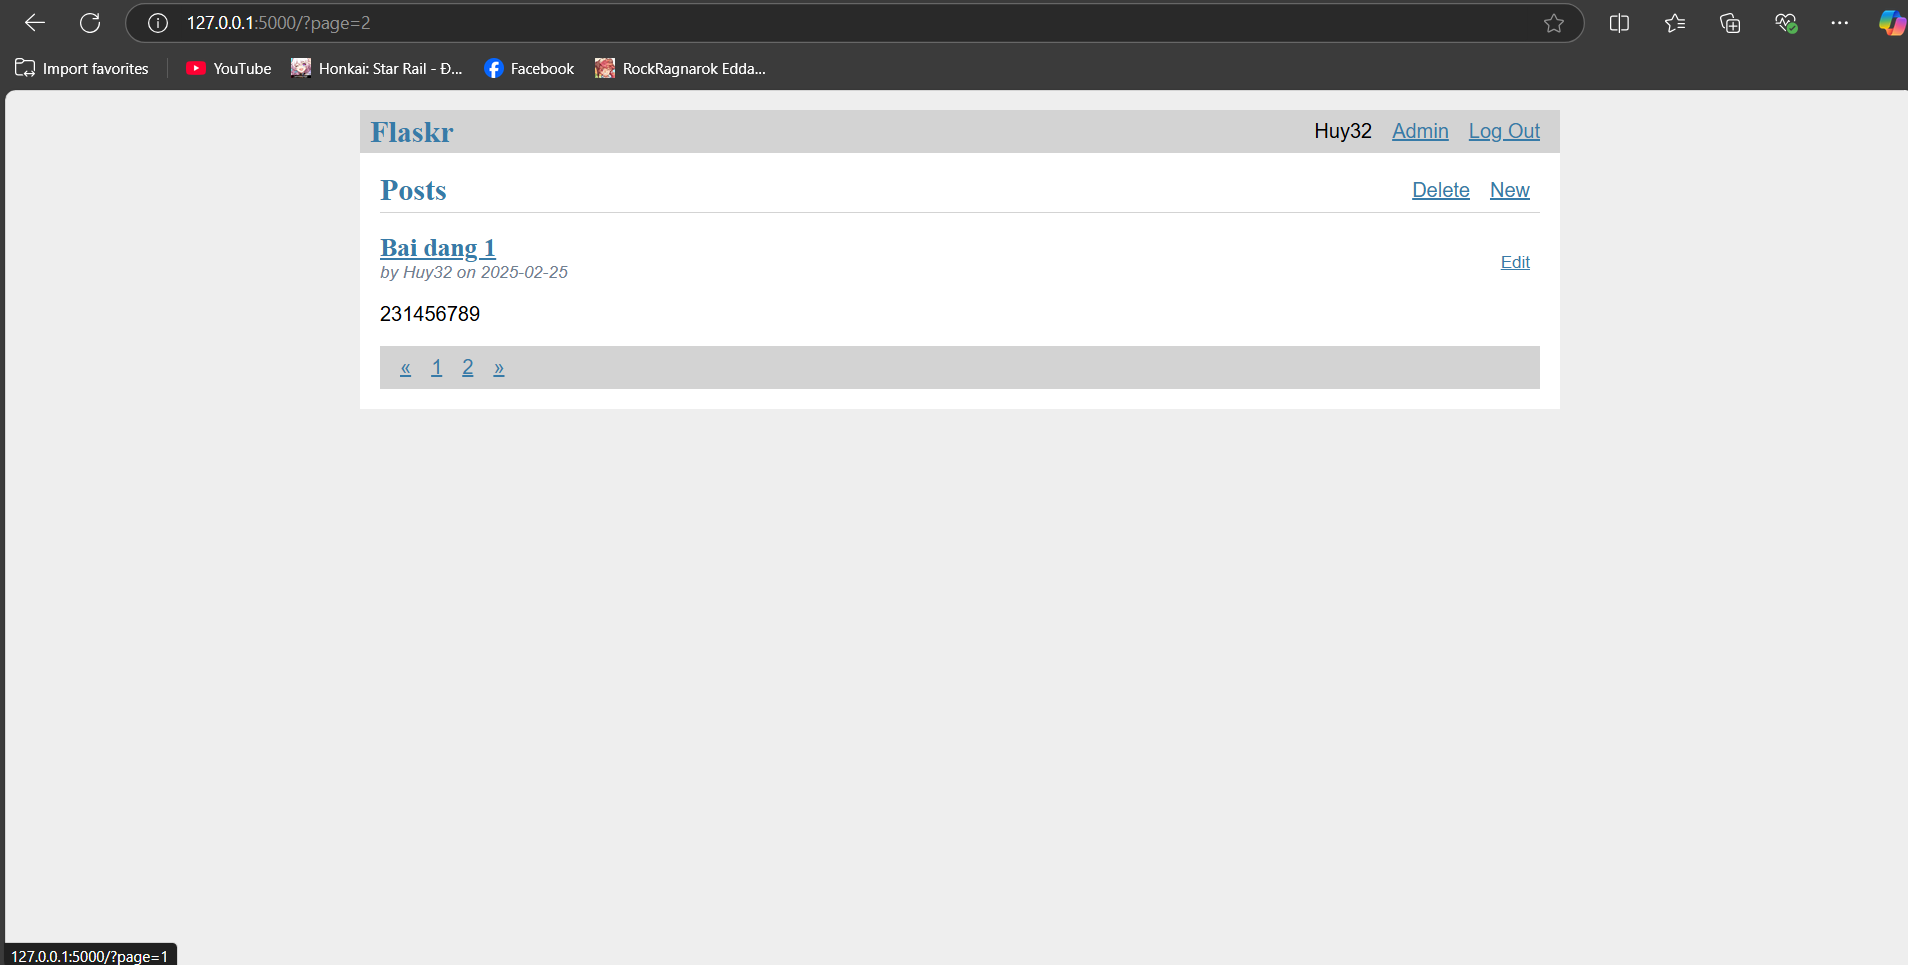 127.0.0.1:5000/?page=2
Import favorites YouTube Honkai: Star Rail - Đ... Facebook RockRagnarok Edda...
Flaskr Huy32 Admin Log Out
Posts Delete New
Bai dang 1
by Huy32 on 2025-02-25
Edit
231456789
« 1 2 »
127.0.0.1:5000/?page=1